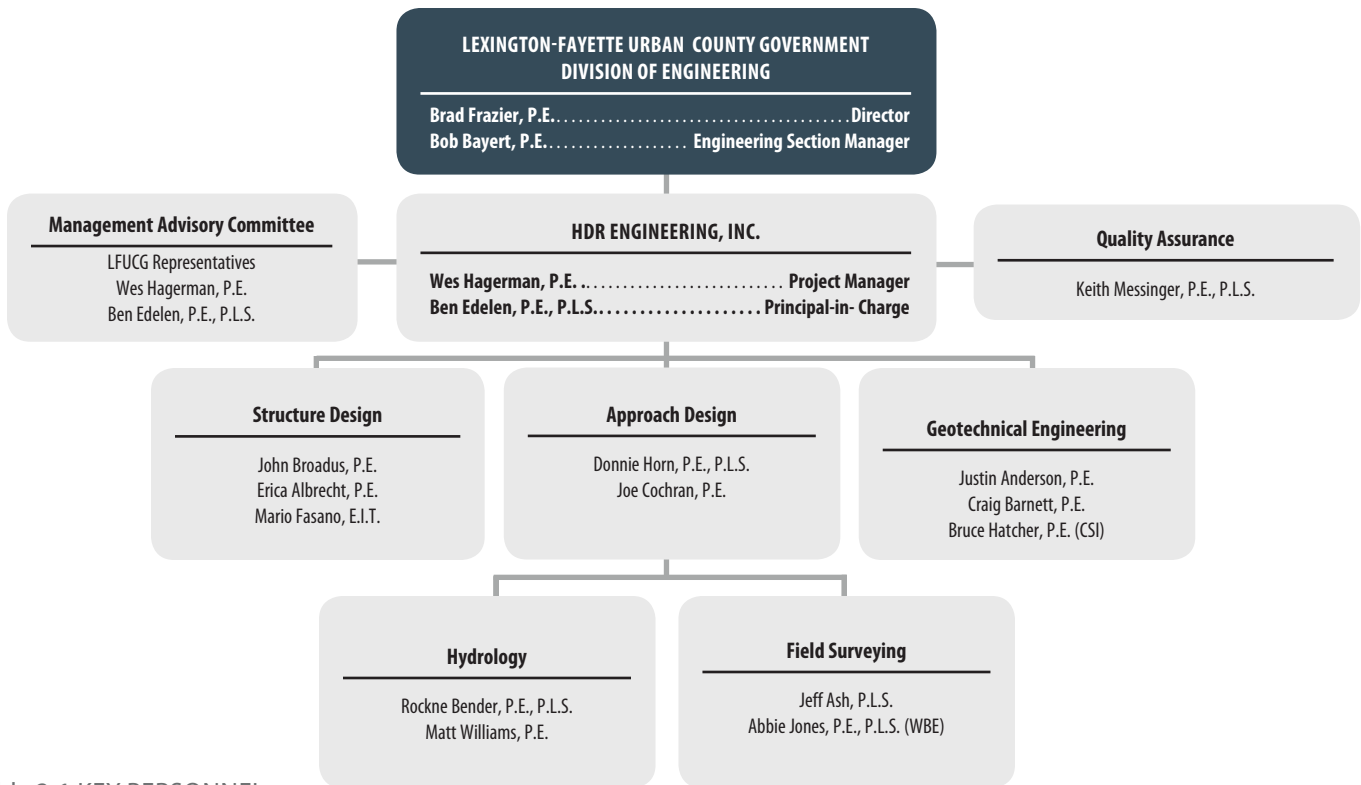 LEXINGTON-FAYETTE URBAN COUNTY GOVERNMENT
DIVISION OF ENGINEERING
Brad Frazier, P.E.........................................Director
Bob Bayert, P.E................... Engineering Section Manager
Management Advisory Committee
LFUCG Representatives
Wes Hagerman, P.E.
Ben Edelen, P.E., P.L.S.
HDR ENGINEERING, INC.
Wes Hagerman, P.E. ........................... Project Manager
Ben Edelen, P.E., P.L.S...................... Principal-in- Charge
Quality Assurance
Keith Messinger, P.E., P.L.S.
Structure Design
John Broadus, P.E.
Erica Albrecht, P.E.
Mario Fasano, E.I.T.
Approach Design
Donnie Horn, P.E., P.L.S.
Joe Cochran, P.E.
Geotechnical Engineering
Justin Anderson, P.E.
Craig Barnett, P.E.
Bruce Hatcher, P.E. (CSI)
Hydrology
Rockne Bender, P.E., P.L.S.
Matt Williams, P.E.
Field Surveying
Jeff Ash, P.L.S.
Abbie Jones, P.E., P.L.S. (WBE)